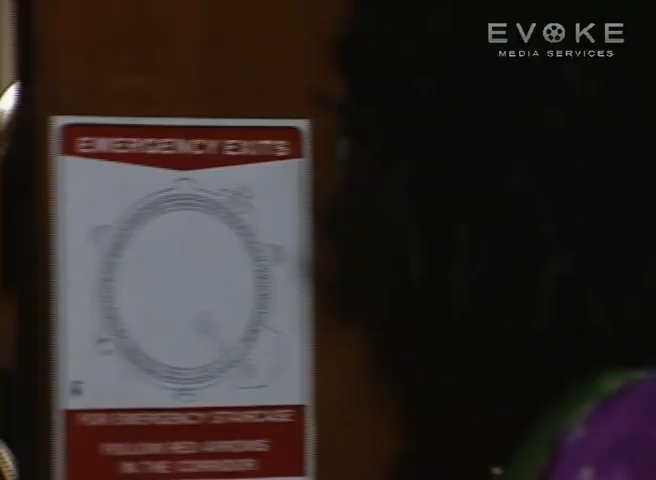 EVOKE
MEDIA SERVICES
EMERGENCY EXITS
FOR EMERGENCY STAIRCASE
FOLLOW RED ARROWS
IN THE CORRIDOR